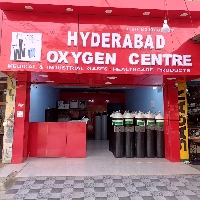 HYDERABAD
OXYGEN CENTRE
MEDICAL & INDUSTRIAL GASES, HEALTHCARE PRODUCTS